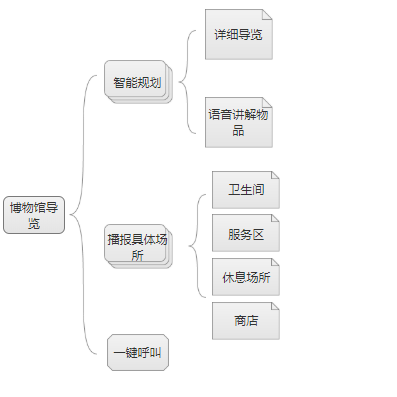 博物馆导
览
智能规划
详细导览
语音讲解物
品
播报具体场
所
卫生间
服务区
休息场所
商店
一键呼叫